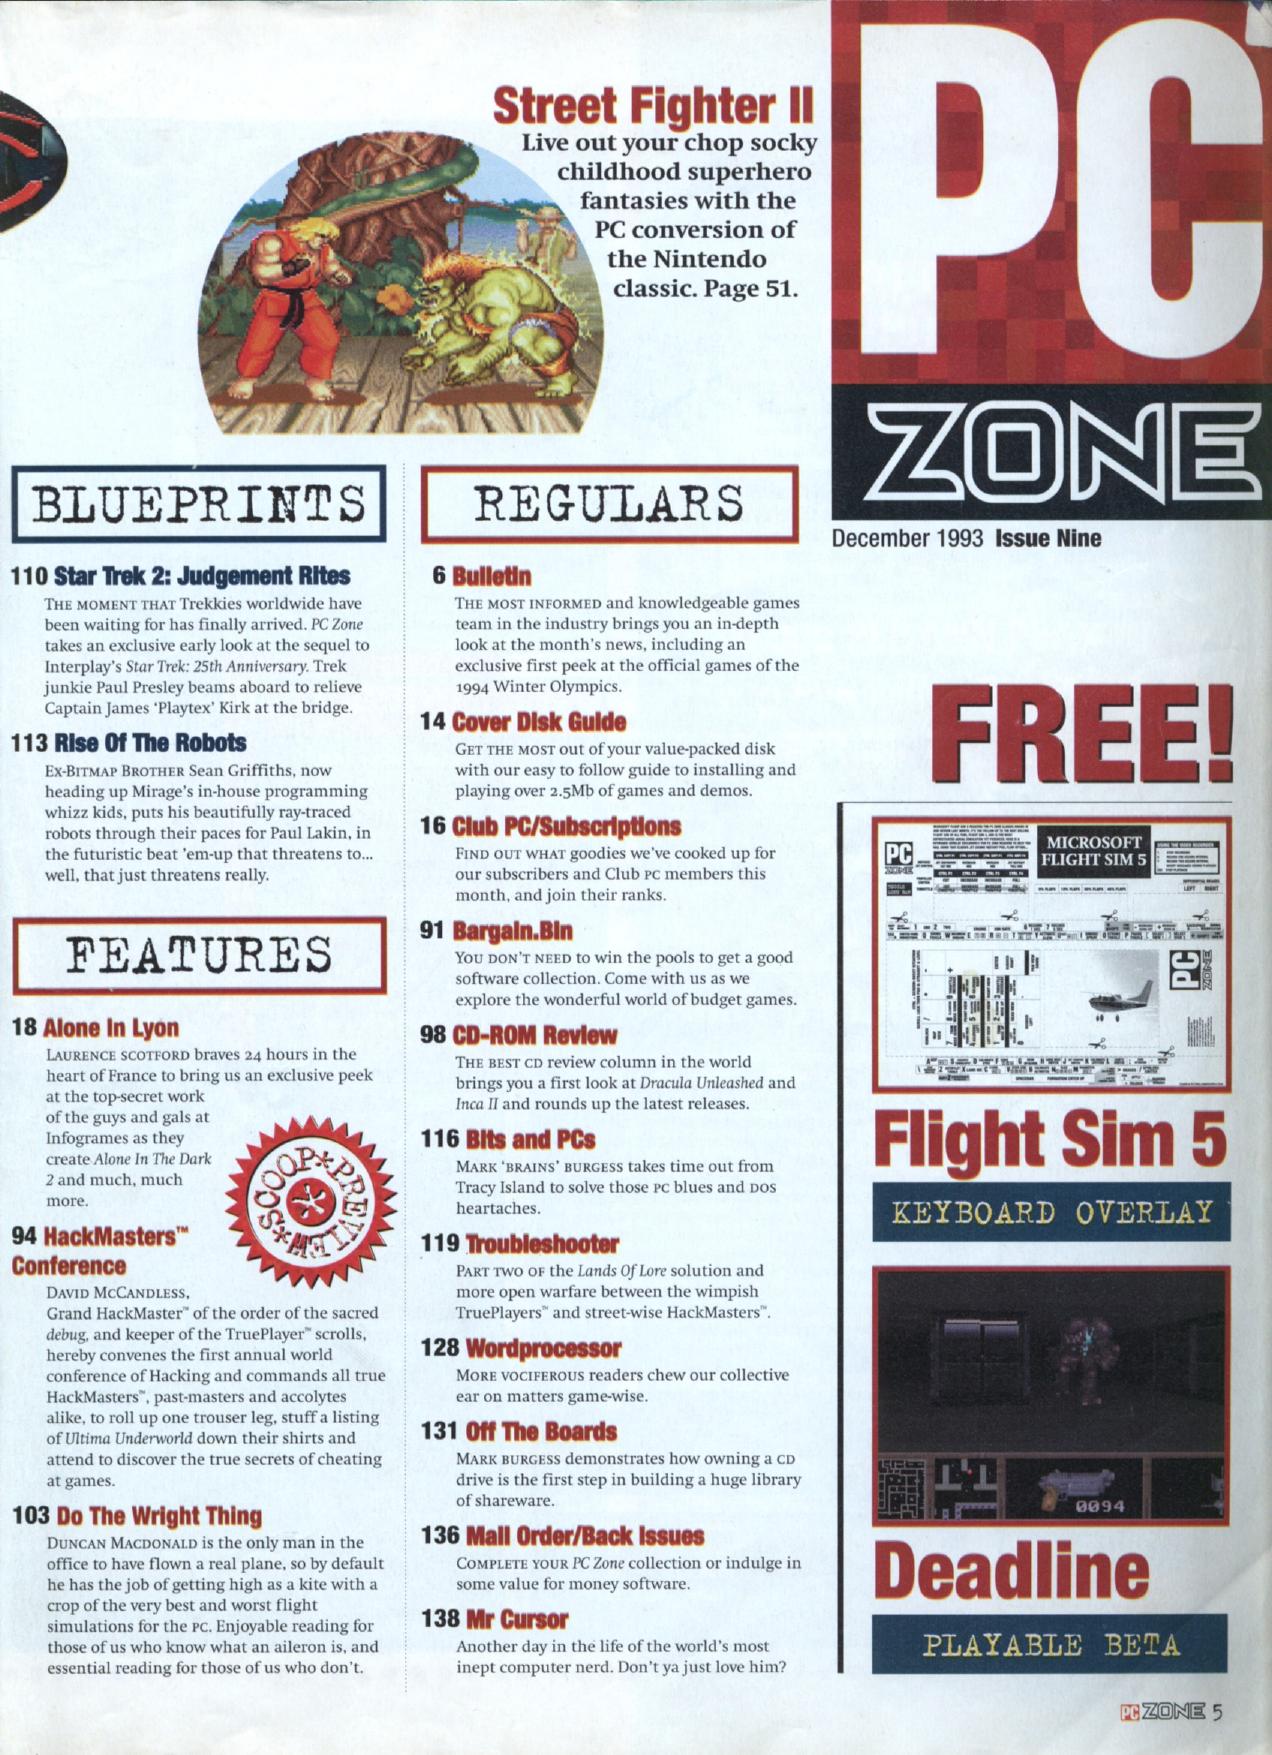 Street Fighter II
Live out your chop socky
childhood superhero
fantasies with the
PC conversion of
the Nintendo
classic. Page 51.
PC
ZONE
December 1993 Issue Nine
BLUEPRINTS
110 Star Trek 2: Judgement Rites
THE MOMENT THAT Trekkies worldwide have
been waiting for has finally arrived. PC Zone
takes an exclusive early look at the sequel to
Interplay's Star Trek: 25th Anniversary. Trek
junkie Paul Presley beams aboard to relieve
Captain James 'Playtex' Kirk at the bridge.
113 Rise Of The Robots
EX-BITMAP BROTHER Sean Griffiths, now
heading up Mirage's in-house programming
whizz kids, puts his beautifully ray-traced
robots through their paces for Paul Lakin, in
the futuristic beat 'em-up that threatens to...
well, that just threatens really.
FEATURES
18 Alone In Lyon
LAURENCE SCOTFORD braves 24 hours in the
heart of France to bring us an exclusive peek
at the top-secret work
of the guys and gals at
Infogrames as they
create Alone In The Dark
2 and much, much
more.
SCOOP*PREVIEW*
94 HackMasters™
Conference
DAVID MCCANDLESS,
Grand HackMaster™ of the order of the sacred
debug, and keeper of the TruePlayer™ scrolls,
hereby convenes the first annual world
conference of Hacking and commands all true
HackMasters™, past-masters and accolytes
alike, to roll up one trouser leg, stuff a listing
of Ultima Underworld down their shirts and
attend to discover the true secrets of cheating
at games.
103 Do The Wright Thing
DUNCAN MACDONALD is the only man in the
office to have flown a real plane, so by default
he has the job of getting high as a kite with a
crop of the very best and worst flight
simulations for the PC. Enjoyable reading for
those of us who know what an aileron is, and
essential reading for those of us who don't.
REGULARS
6 Bulletin
THE MOST INFORMED and knowledgeable games
team in the industry brings you an in-depth
look at the month's news, including an
exclusive first peek at the official games of the
1994 Winter Olympics.
14 Cover Disk Guide
GET THE MOST out of your value-packed disk
with our easy to follow guide to installing and
playing over 2.5Mb of games and demos.
16 Club PC/Subscriptions
FIND OUT WHAT goodies we've cooked up for
our subscribers and Club PC members this
month, and join their ranks.
91 Bargain.Bin
YOU DON'T NEED to win the pools to get a good
software collection. Come with us as we
explore the wonderful world of budget games.
98 CD-ROM Review
THE BEST CD review column in the world
brings you a first look at Dracula Unleashed and
Inca II and rounds up the latest releases.
116 Bits and PCs
MARK 'BRAINS' BURGESS takes time out from
Tracy Island to solve those PC blues and DOS
heartaches.
119 Troubleshooter
PART TWO OF the Lands Of Lore solution and
more open warfare between the wimpish
TruePlayers™ and street-wise HackMasters™.
128 Wordprocessor
MORE VOCIFEROUS readers chew our collective
ear on matters game-wise.
131 Off The Boards
MARK BURGESS demonstrates how owning a CD
drive is the first step in building a huge library
of shareware.
136 Mail Order/Back Issues
COMPLETE YOUR PC Zone collection or indulge in
some value for money software.
138 Mr Cursor
Another day in the life of the world's most
inept computer nerd. Don't ya just love him?
FREE!
PC
ZONE
MICROSOFT
FLIGHT SIM 5
LEFT RIGHT
PC
ZONE
Flight Sim 5
KEYBOARD OVERLAY
0094
Deadline
PLAYABLE BETA
PC ZONE 5